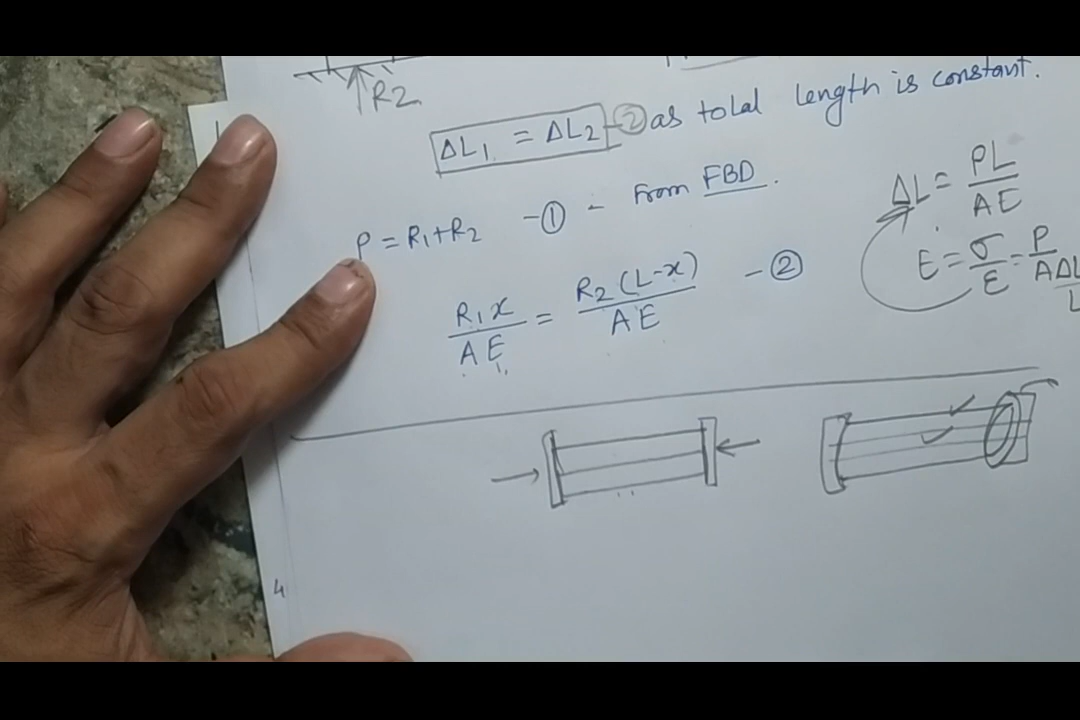 R2
ΔL1 = ΔL2 - ② as total length is constant.
P = R1+R2 - ① - From FBD.
ΔL = PL/AE
E = σ/ε = P/A ΔL/L
R1x/AE = R2(L-x)/AE - ②
4